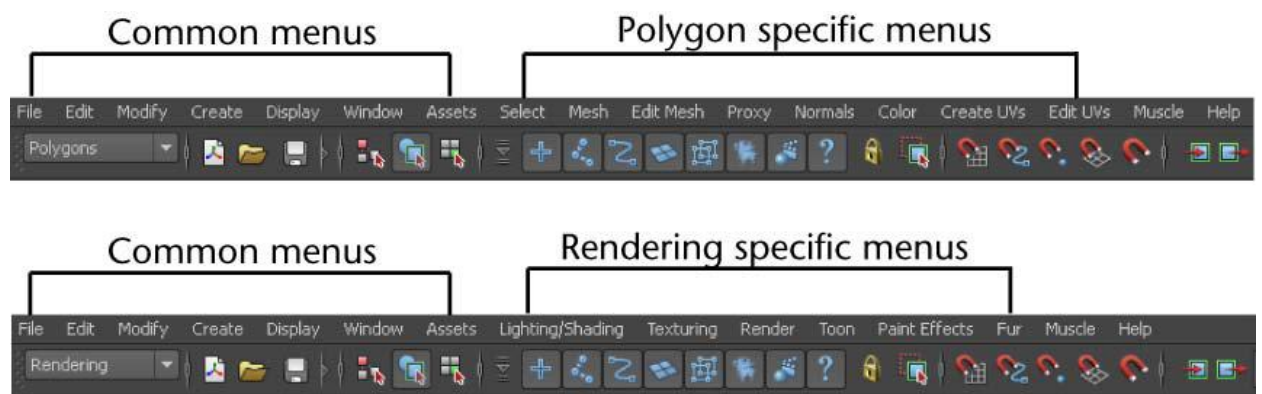 Common menus Polygon specific menus
File Edit Modify Create Display Window Assets Select Mesh Edit Mesh Proxy Normals Color Create UVs Edit UVs Muscle Help
Polygons ?
Common menus Rendering specific menus
File Edit Modify Create Display Window Assets Lighting/Shading Texturing Render Toon Paint Effects Fur Muscle Help
Rendering ?